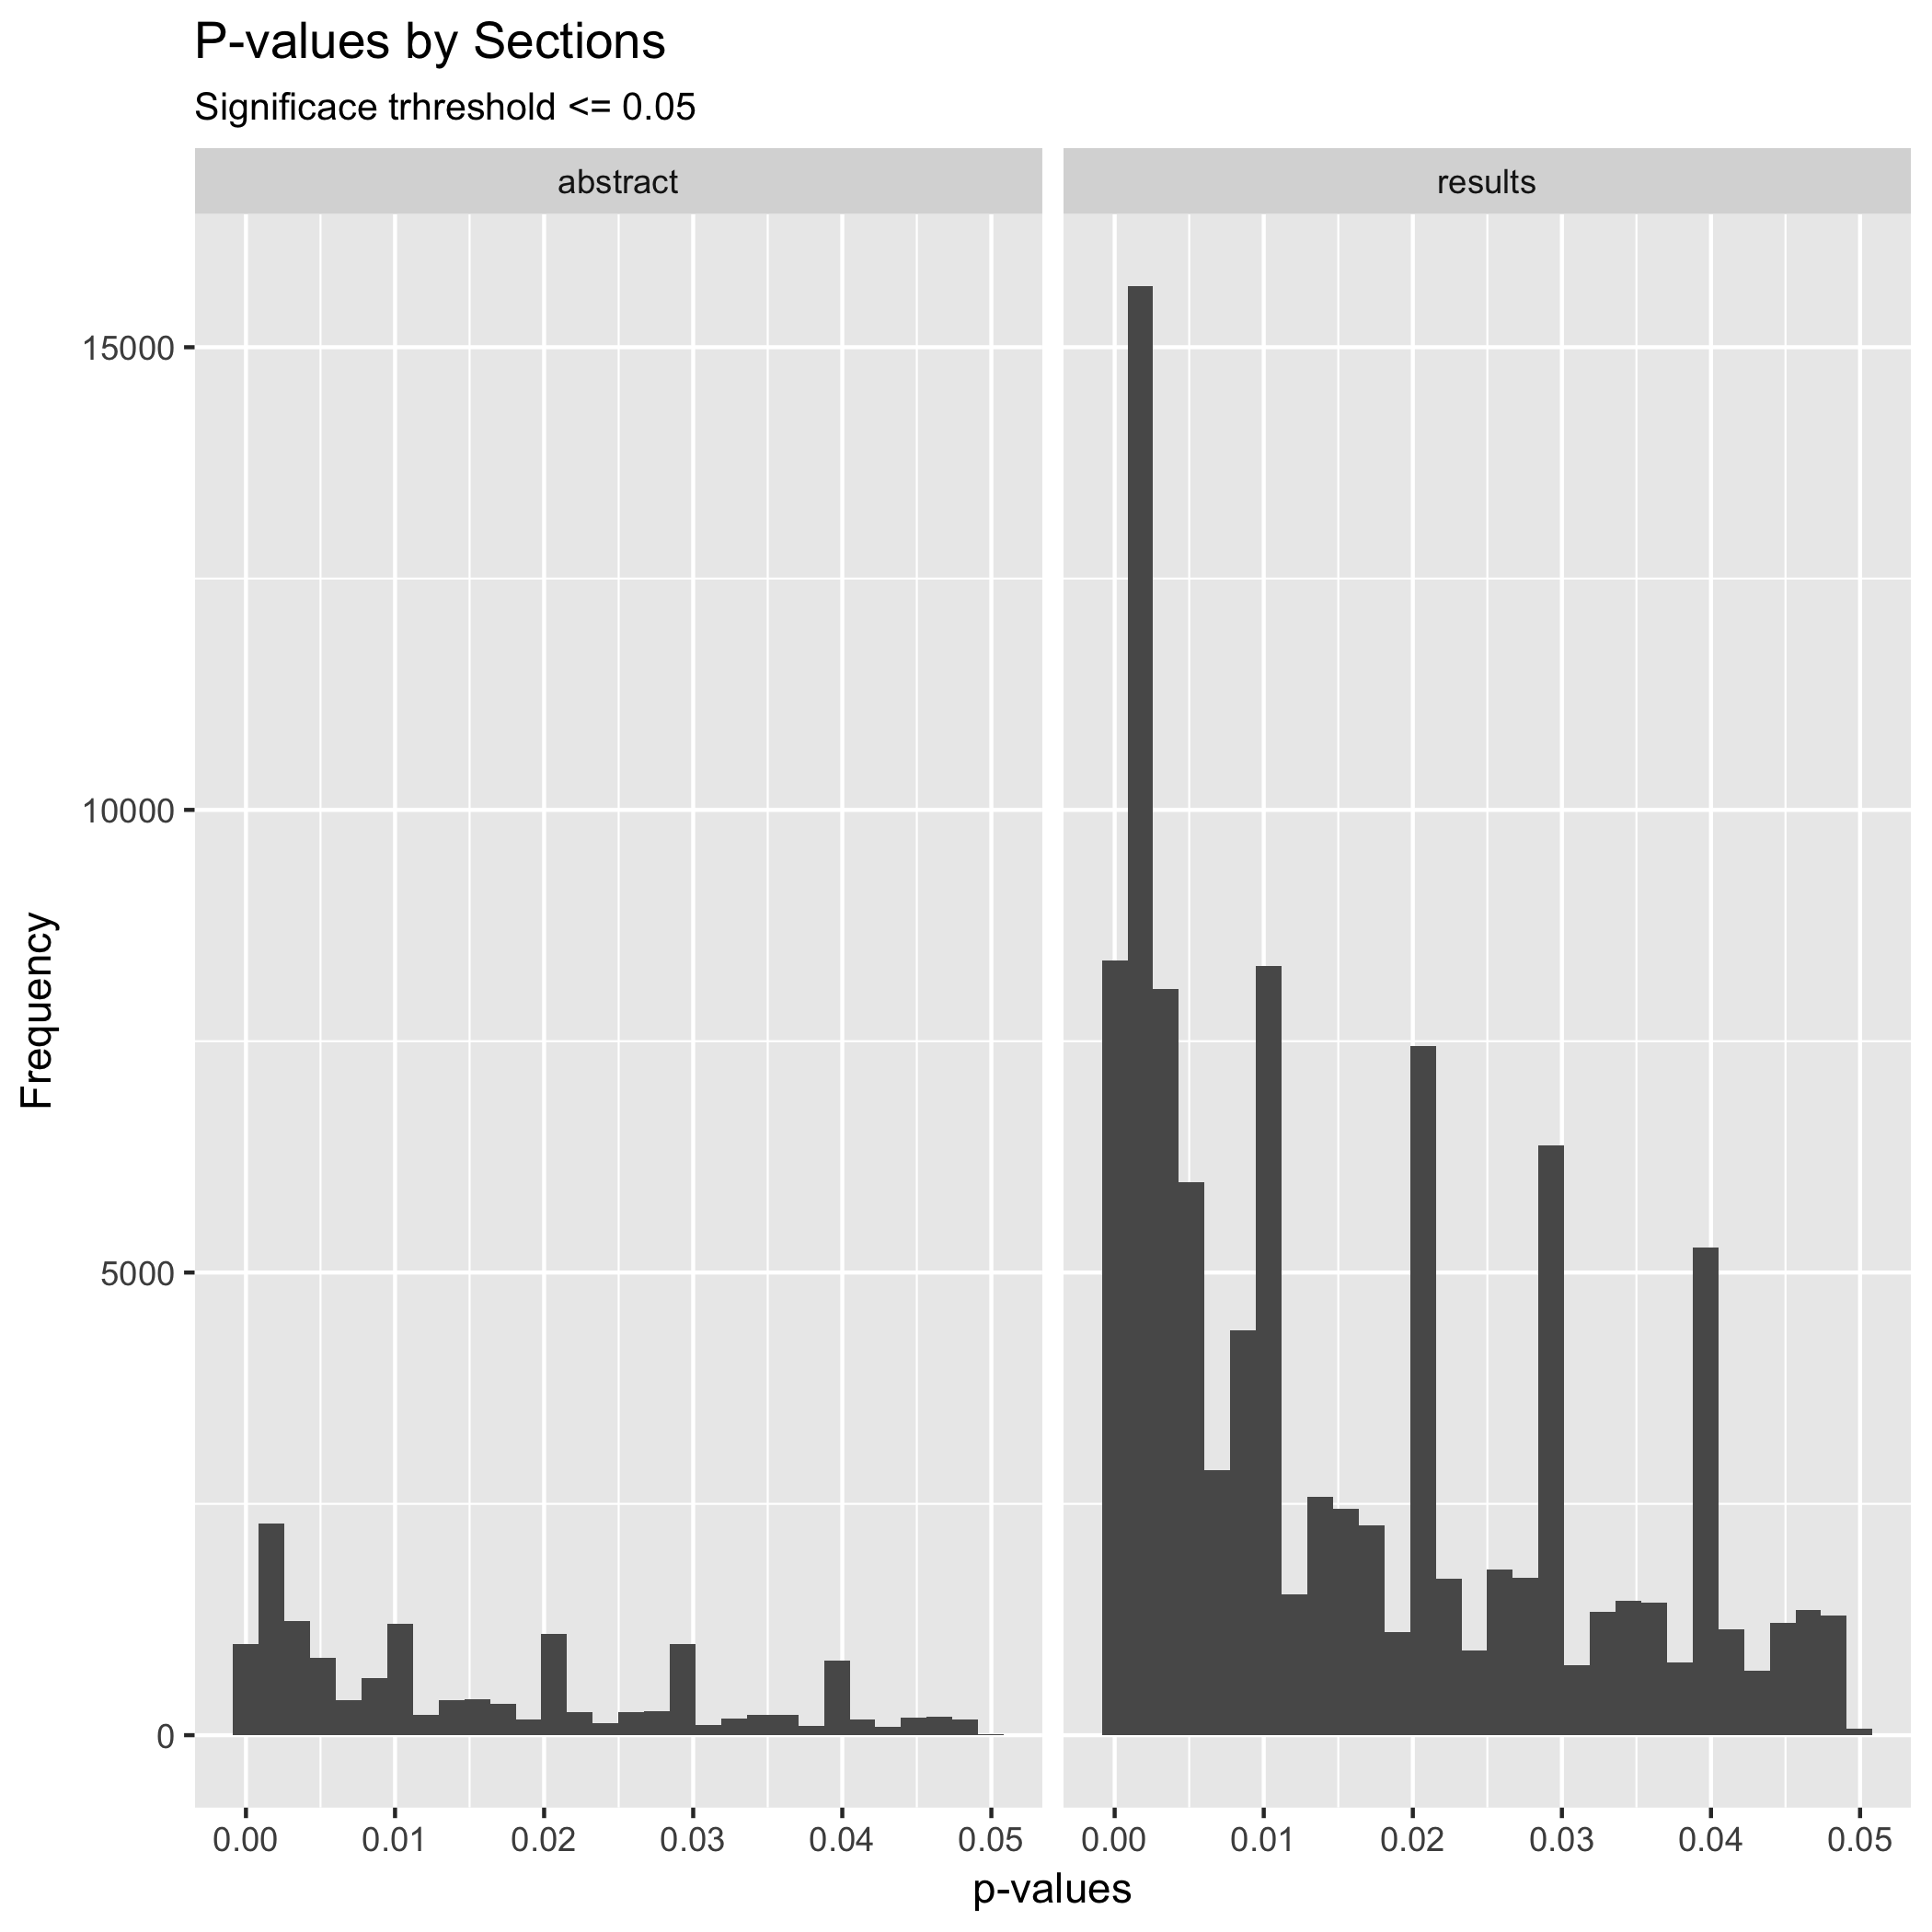 P-values by Sections
Significace trhreshold <= 0.05
abstract
results
15000
10000
5000
0
Frequency
0.00 0.01 0.02 0.03 0.04 0.05
0.00 0.01 0.02 0.03 0.04 0.05
p-values